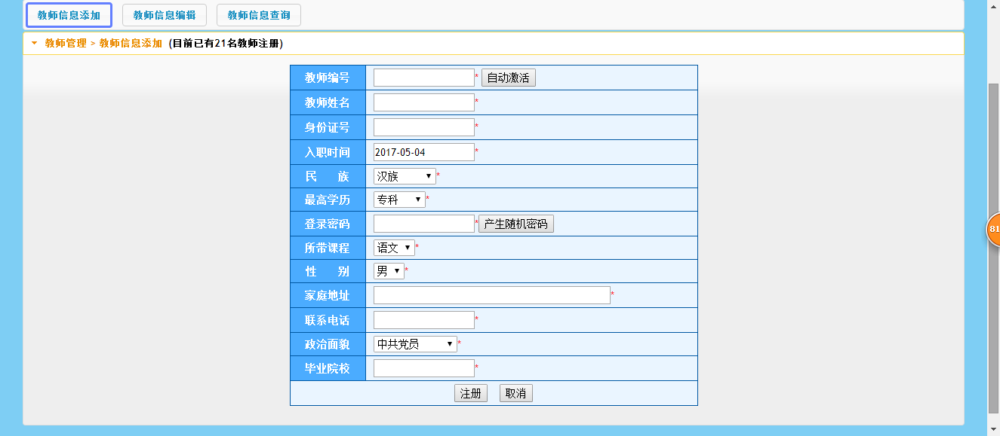 教师信息添加 教师信息编辑 教师信息查询
教师管理 > 教师信息添加 (目前已有21名教师注册)
教师编号 * 自动激活
教师姓名 *
身份证号 *
入职时间 2017-05-04 *
民 族 汉族 *
最高学历 专科 *
登录密码 * 产生随机密码
所带课程 语文 *
性 别 男 *
家庭地址 *
联系电话 *
政治面貌 中共党员 *
毕业院校 *
注册 取消
81